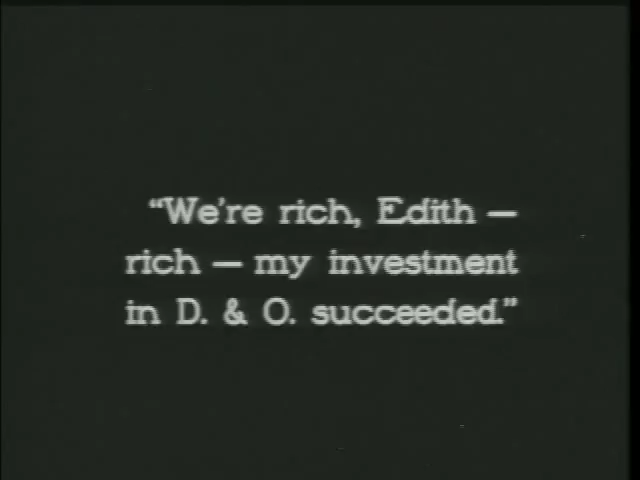 “We're rich, Edith —
rich — my investment
in D. & O. succeeded.”